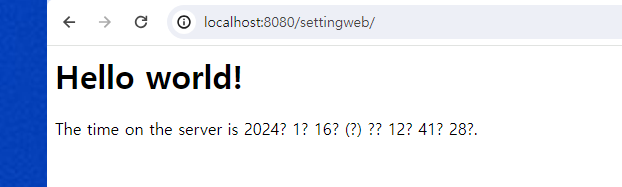 localhost:8080/settingweb/
Hello world!
The time on the server is 2024? 1? 16? (?) ?? 12? 41? 28?.